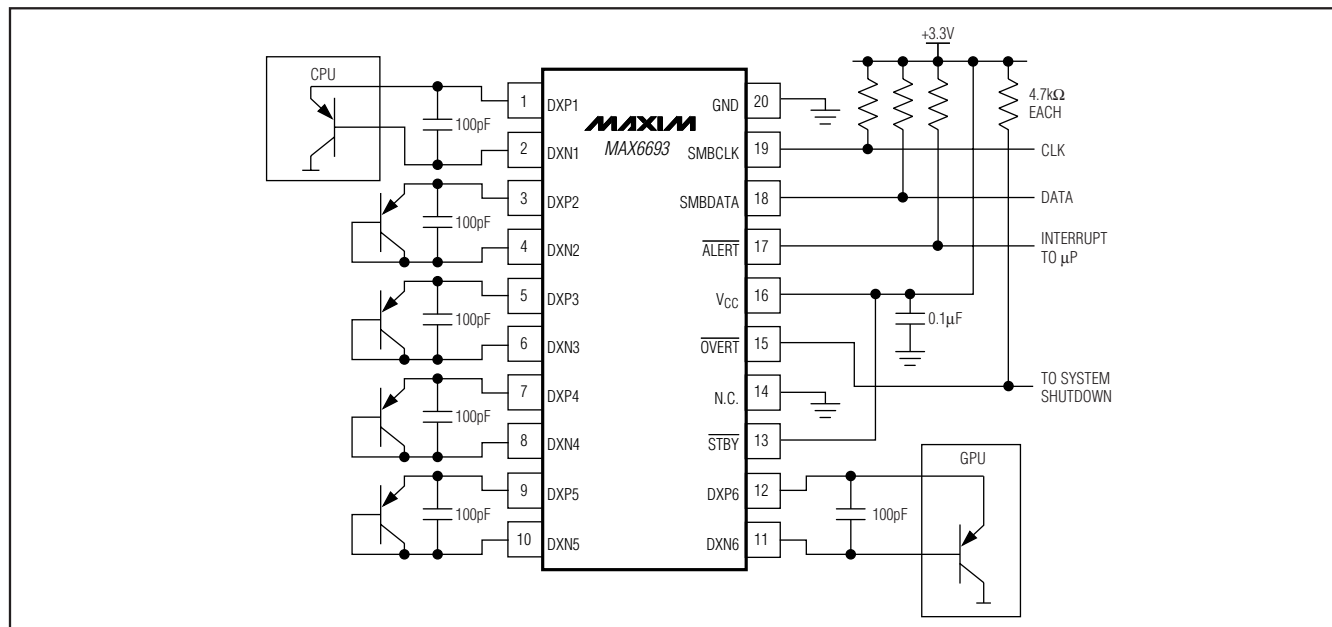 +3.3V
CPU
4.7kΩ
EACH
1
DXP1
GND
20
100pF
MAXIM
MAX6693
2
DXN1
SMBCLK
19
CLK
3
DXP2
SMBDATA
18
DATA
100pF
4
DXN2
ALERT
17
INTERRUPT
TO µP
5
DXP3
VCC
16
100pF
0.1µF
6
DXN3
OVERT
15
7
DXP4
N.C.
14
TO SYSTEM
SHUTDOWN
100pF
8
DXN4
STBY
13
GPU
9
DXP5
DXP6
12
100pF
100pF
10
DXN5
DXN6
11